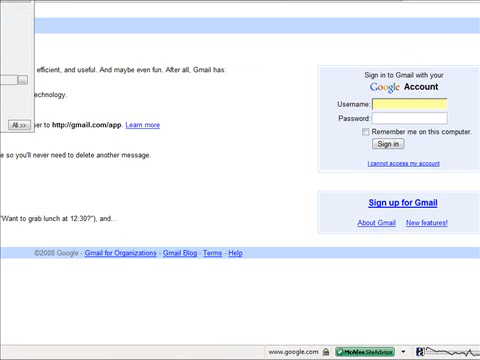 efficient, and useful. And maybe even fun. After all, Gmail has:
echnology.
All >>
er to http://gmail.com/app. Learn more
e so you'll never need to delete another message.
"Want to grab lunch at 12:30?"), and...
Sign in to Gmail with your
Google Account
Username:
Password:
Remember me on this computer.
Sign in
I cannot access my account
Sign up for Gmail
About Gmail New features!
©2008 Google - Gmail for Organizations - Gmail Blog - Terms - Help
www.google.com McAfee SiteAdvisor